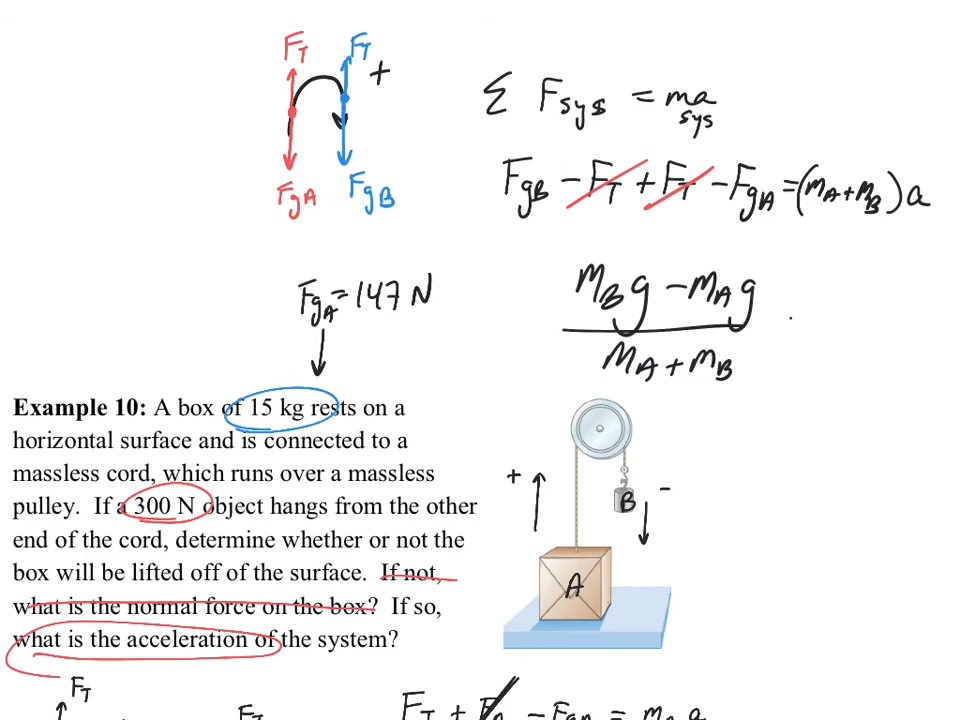 F_T F_T +
Σ F_sys = ma_sys
F_gA F_gB
F_gB − F_T + F_T − F_gA = (m_A + m_B) a
F_gA = 147 N
m_B g − m_A g
m_A + m_B
Example 10: A box of 15 kg rests on a
horizontal surface and is connected to a
massless cord, which runs over a massless
pulley. If a 300 N object hangs from the other
end of the cord, determine whether or not the
box will be lifted off of the surface. If not,
what is the normal force on the box? If so,
what is the acceleration of the system?
+ B −
A
F_T
F_T